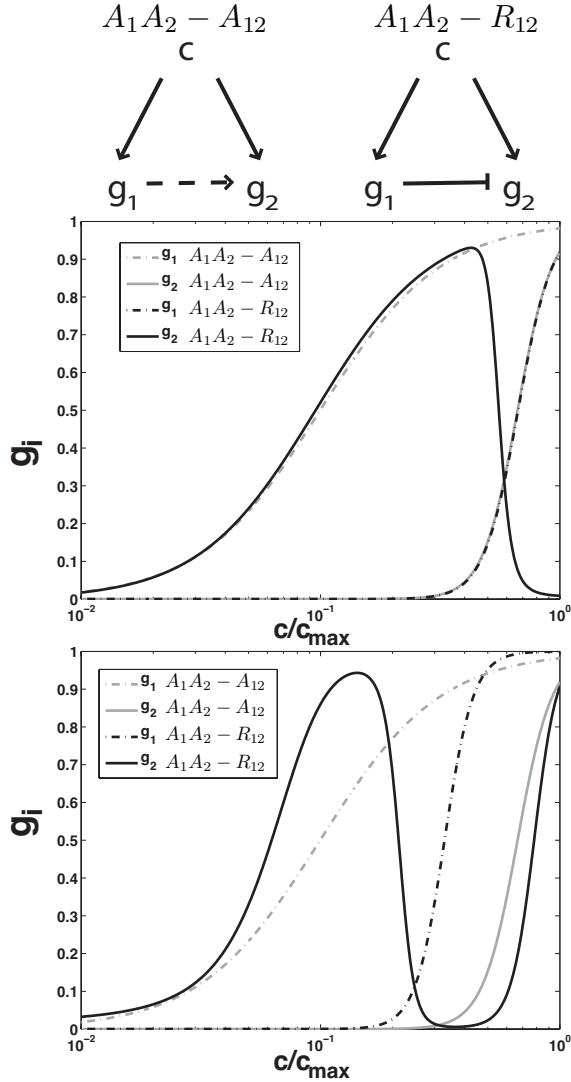 A₁A₂ − A₁₂ A₁A₂ − R₁₂
c c
g₁ g₂ g₁ g₂
1
0.9
0.8
0.7
0.6
0.5
0.4
0.3
0.2
0.1
0
gᵢ
g₁ A₁A₂ − A₁₂
g₂ A₁A₂ − A₁₂
g₁ A₁A₂ − R₁₂
g₂ A₁A₂ − R₁₂
10⁻² 10⁻¹ 10⁰
c/cmax
1
0.9
0.8
0.7
0.6
0.5
0.4
0.3
0.2
0.1
0
gᵢ
g₁ A₁A₂ − A₁₂
g₂ A₁A₂ − A₁₂
g₁ A₁A₂ − R₁₂
g₂ A₁A₂ − R₁₂
10⁻² 10⁻¹ 10⁰
c/cmax